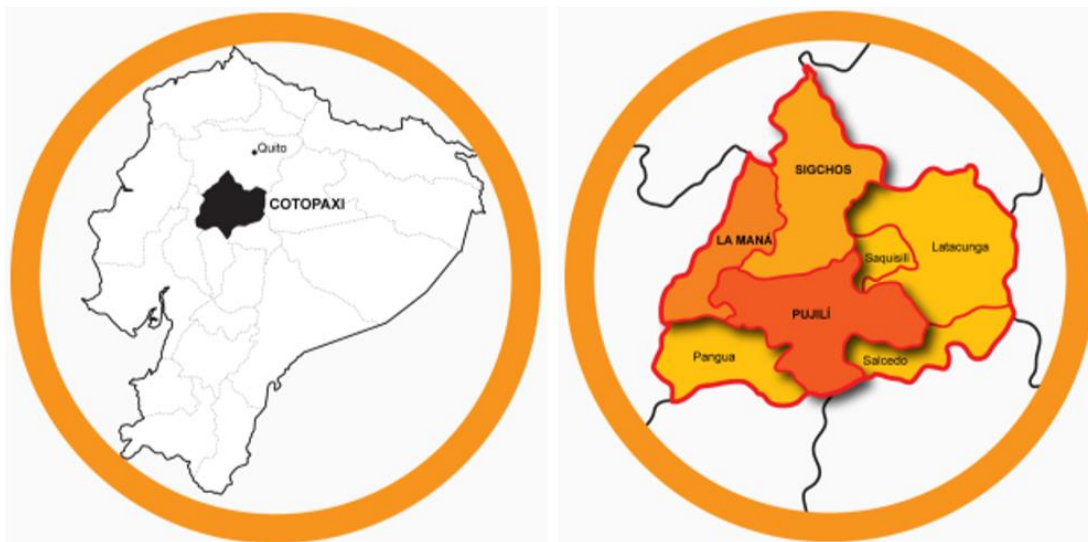 Quito
COTOPAXI
SIGCHOS
LA MANÁ
Latacunga
Saquisilí
PUJILÍ
Pangua
Salcedo